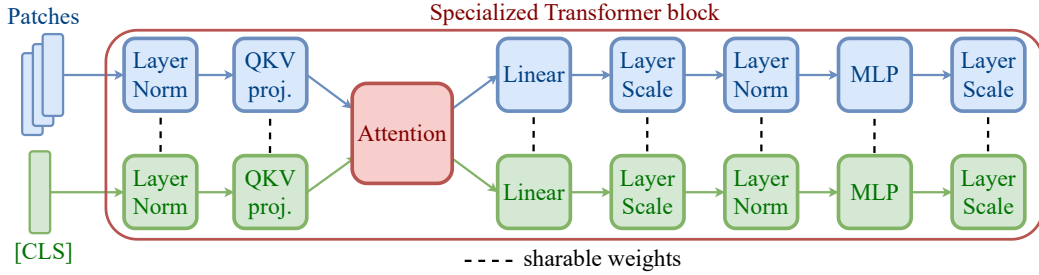 Specialized Transformer block
Patches
Layer
Norm
QKV
proj.
Linear
Layer
Scale
Layer
Norm
MLP
Layer
Scale
Attention
Layer
Norm
QKV
proj.
Linear
Layer
Scale
Layer
Norm
MLP
Layer
Scale
[CLS]
sharable weights